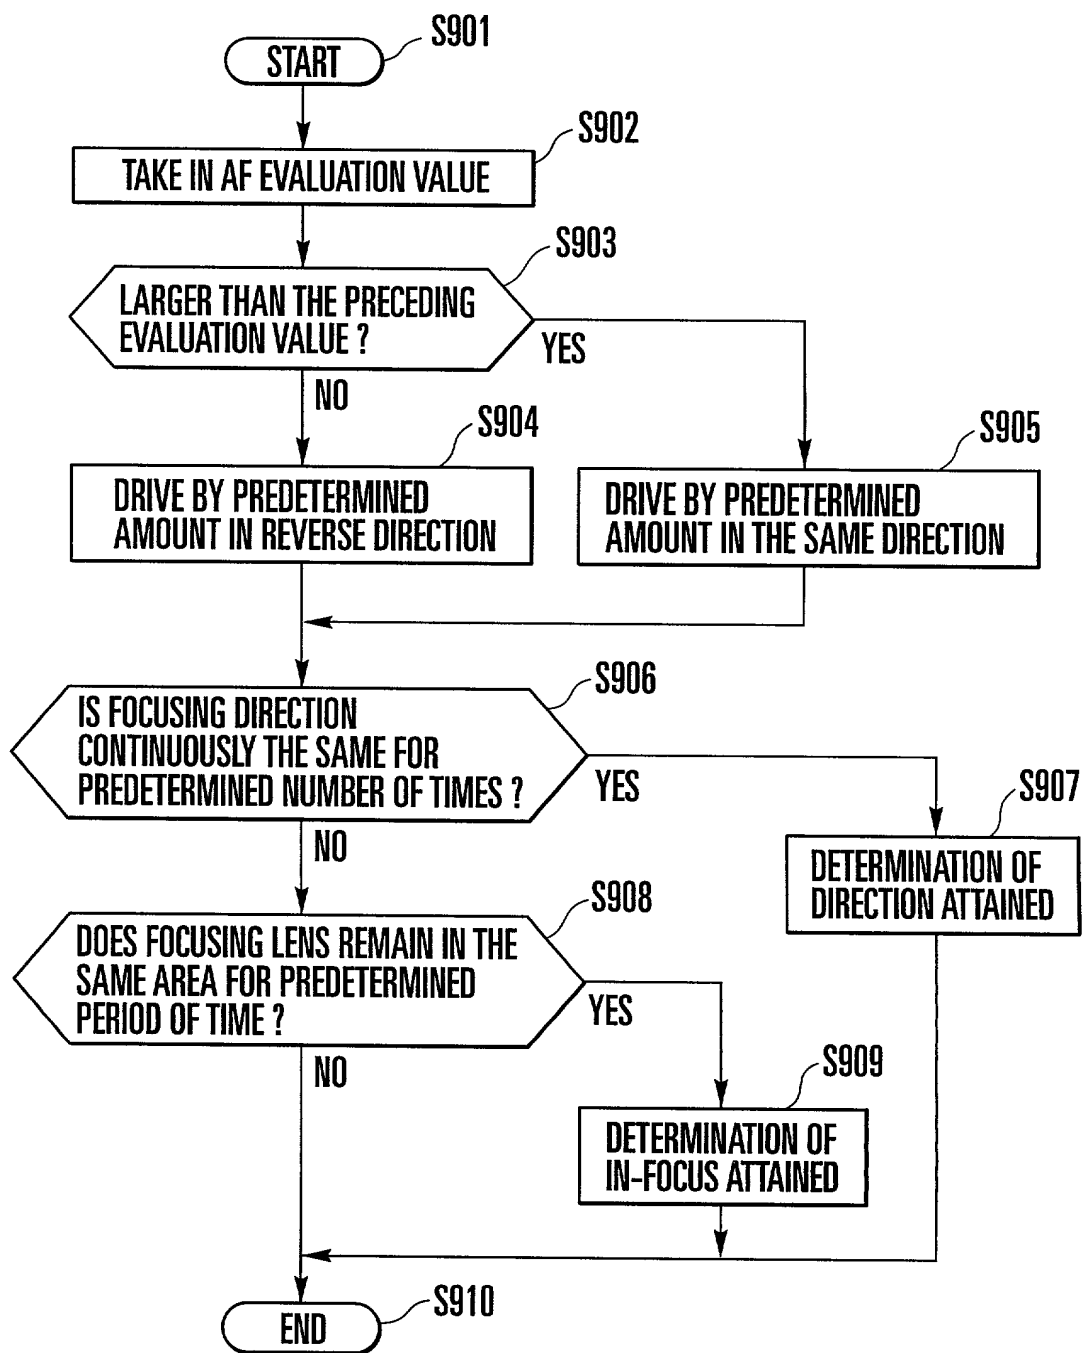 S901
START
S902
TAKE IN AF EVALUATION VALUE
S903
LARGER THAN THE PRECEDING
EVALUATION VALUE ?
YES
NO
S904
DRIVE BY PREDETERMINED
AMOUNT IN REVERSE DIRECTION
S905
DRIVE BY PREDETERMINED
AMOUNT IN THE SAME DIRECTION
S906
IS FOCUSING DIRECTION
CONTINUOUSLY THE SAME FOR
PREDETERMINED NUMBER OF TIMES ?
YES
NO
S907
DETERMINATION OF
DIRECTION ATTAINED
S908
DOES FOCUSING LENS REMAIN IN THE
SAME AREA FOR PREDETERMINED
PERIOD OF TIME ?
YES
NO
S909
DETERMINATION OF
IN-FOCUS ATTAINED
S910
END